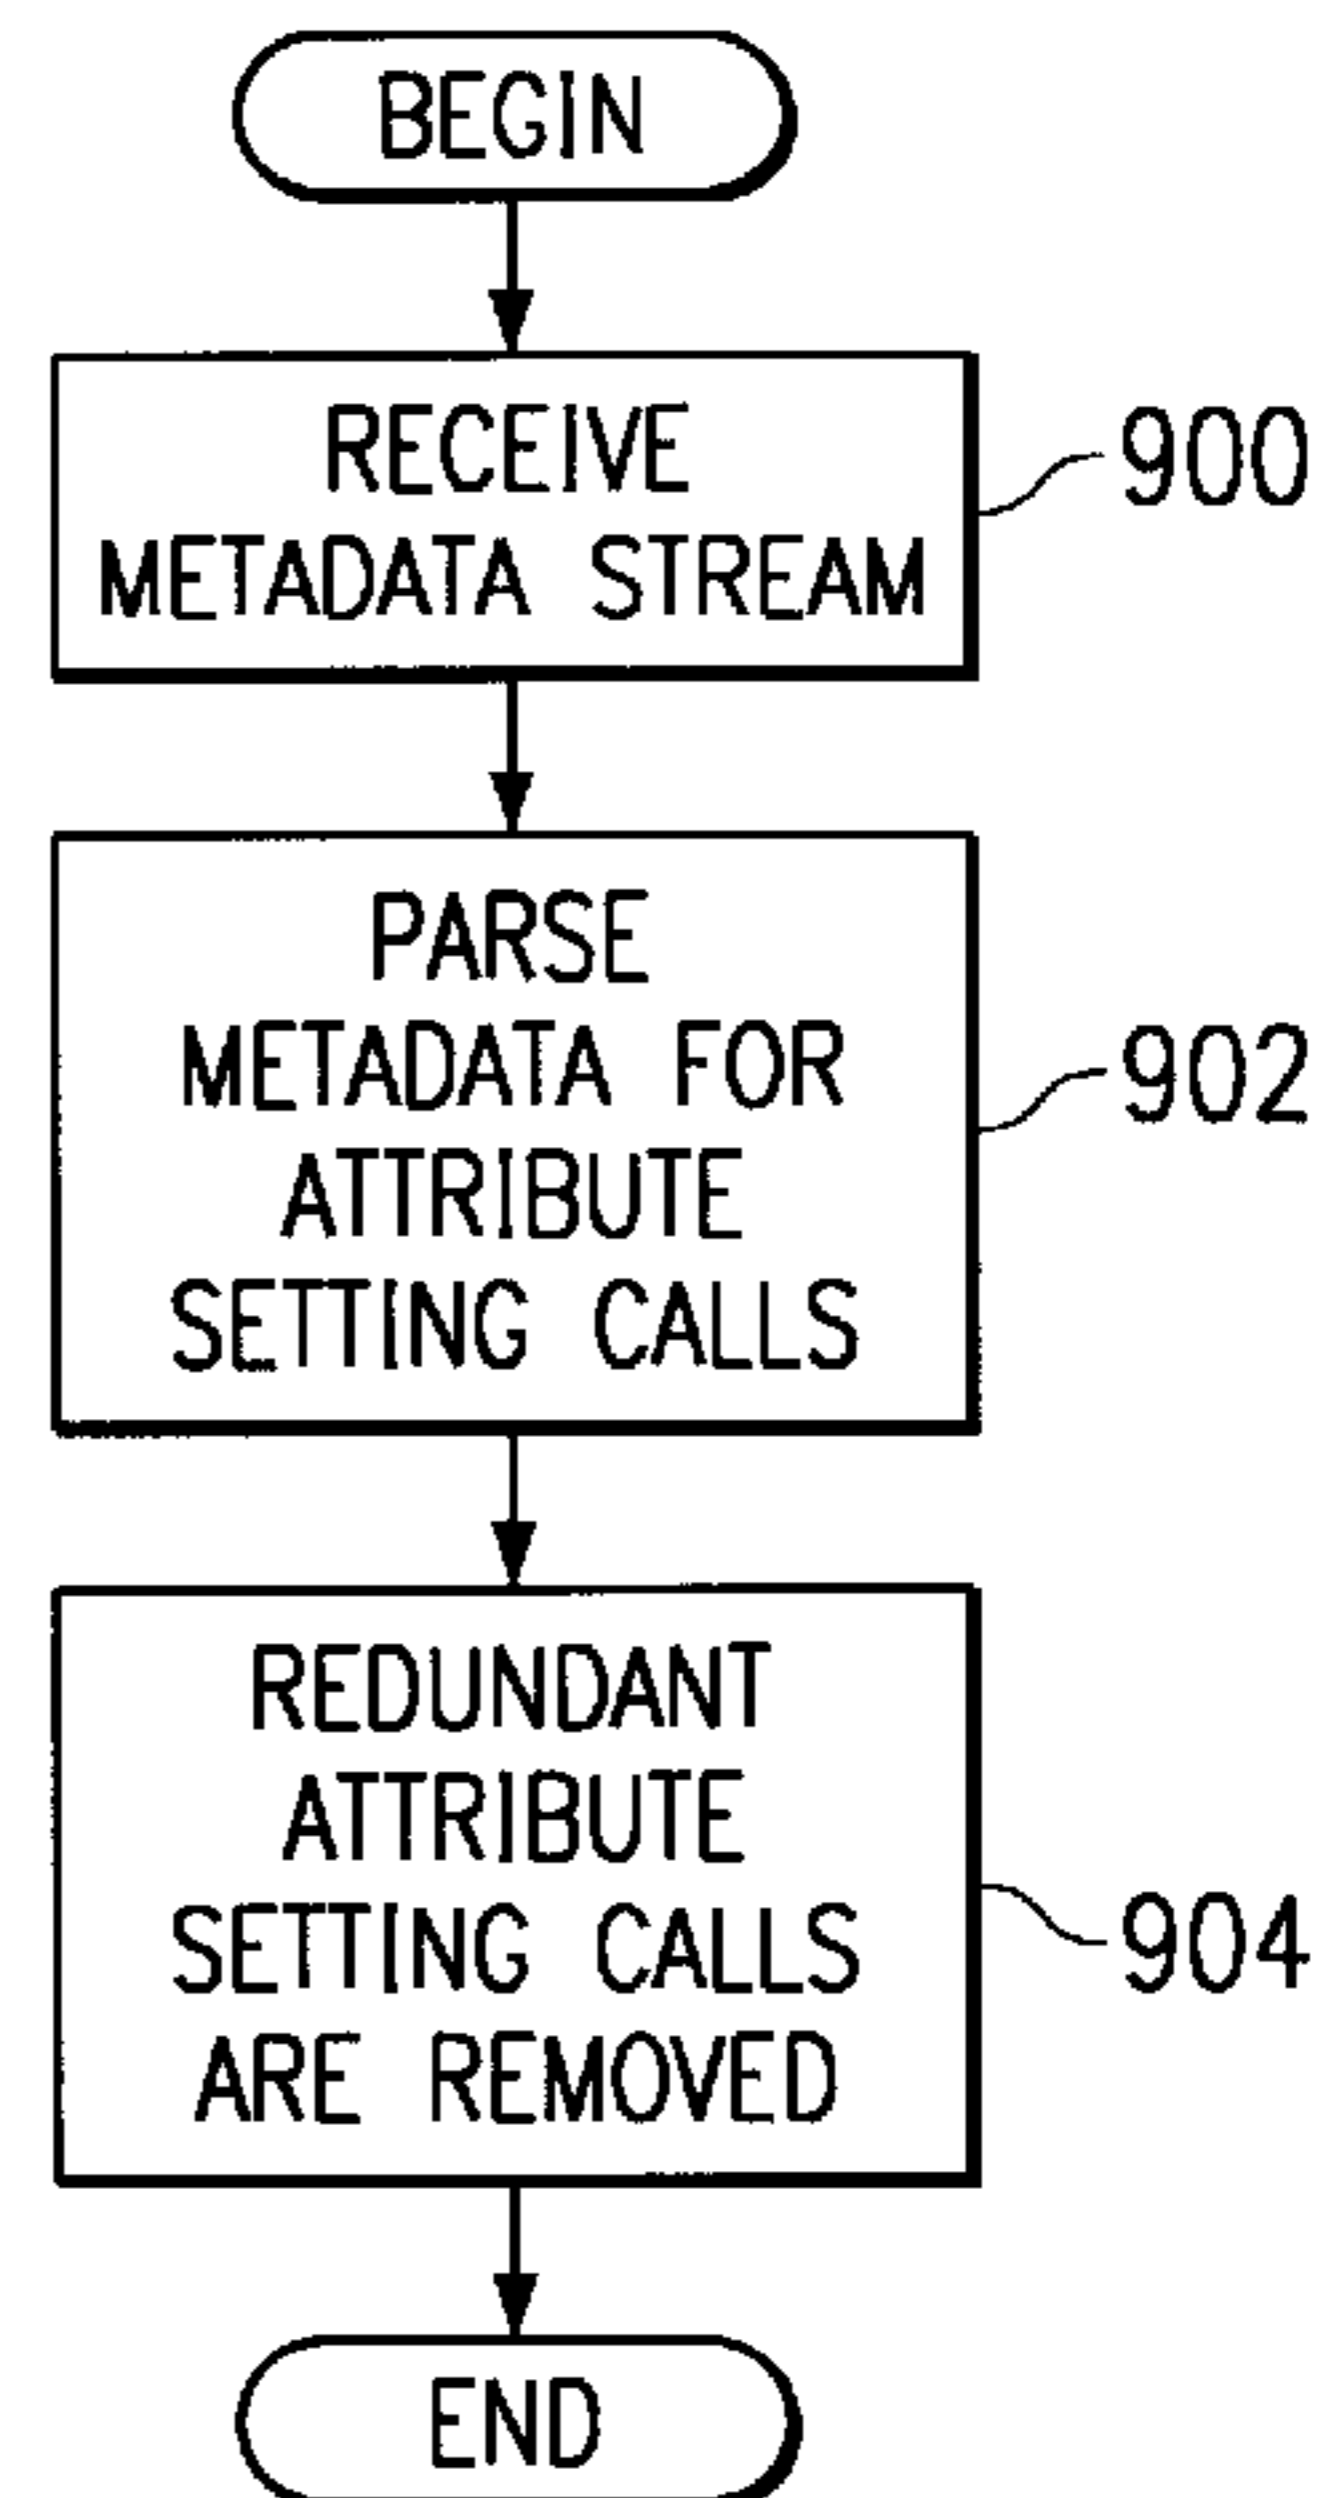 BEGIN
RECEIVE
METADATA STREAM
900
PARSE
METADATA FOR
ATTRIBUTE
SETTING CALLS
902
REDUNDANT
ATTRIBUTE
SETTING CALLS
ARE REMOVED
904
END